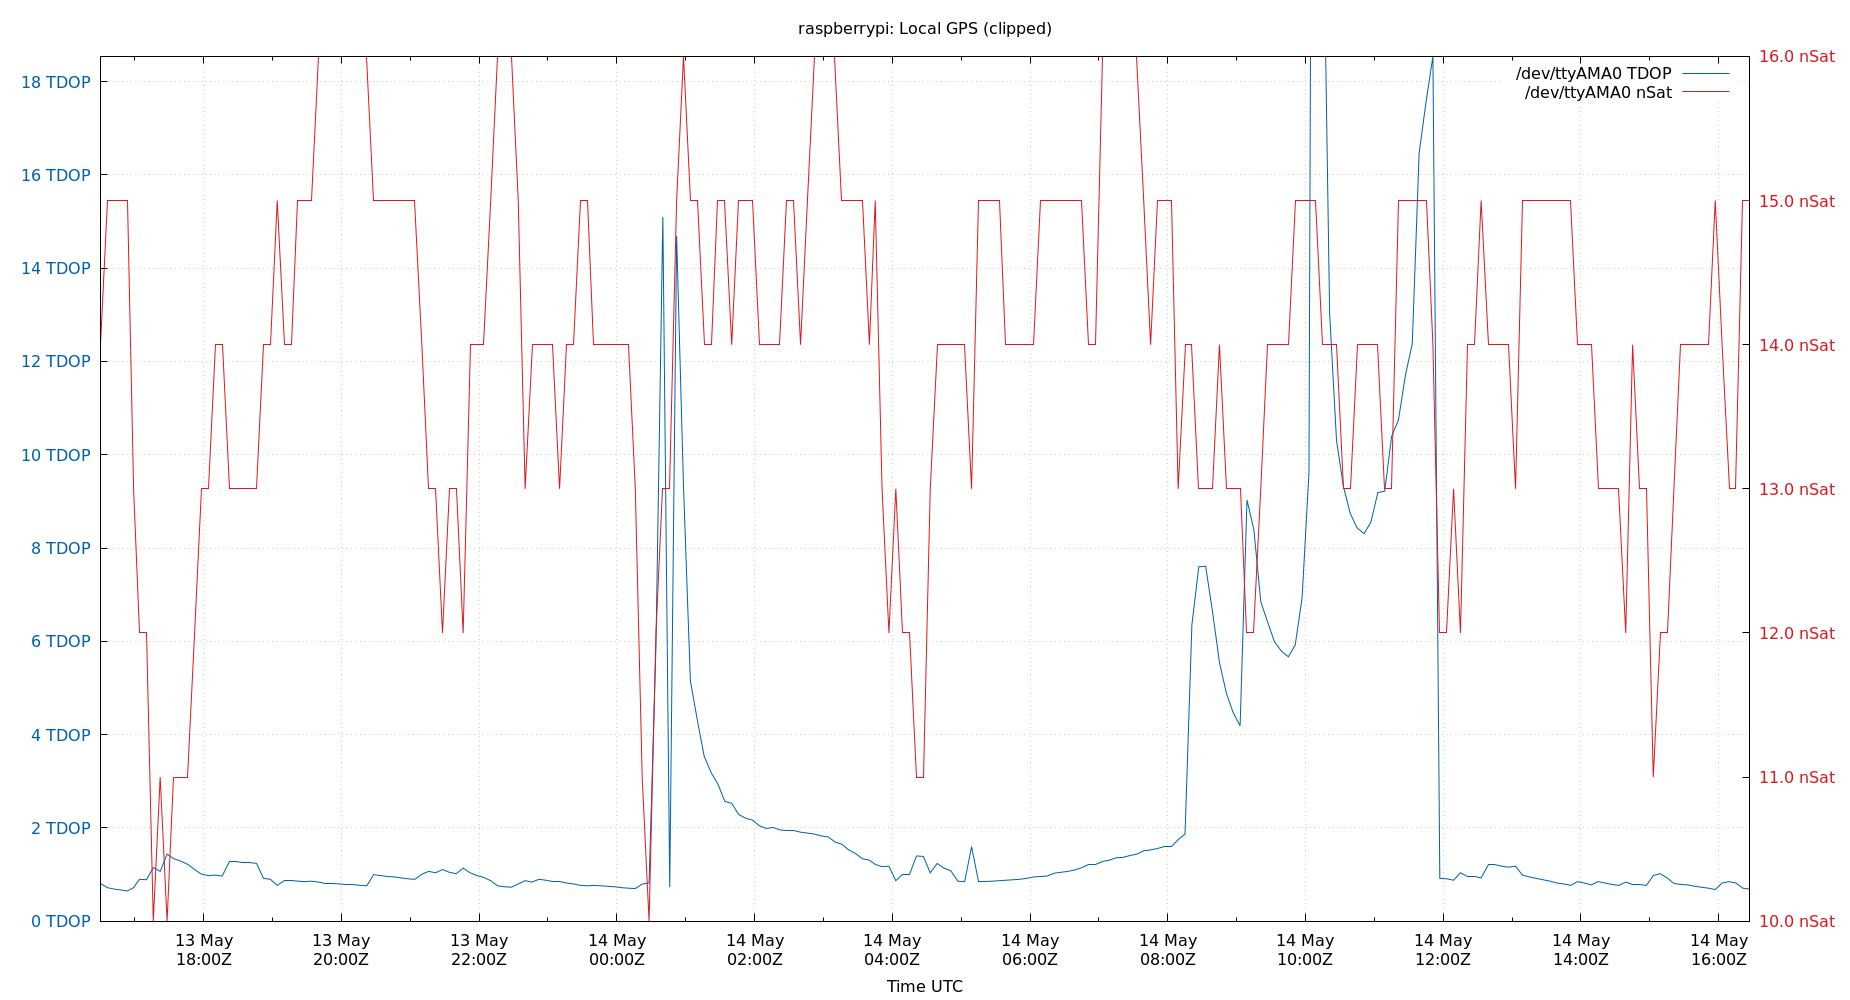 raspberrypi: Local GPS (clipped)
/dev/ttyAMA0 TDOP
/dev/ttyAMA0 nSat
18 TDOP
16 TDOP
14 TDOP
12 TDOP
10 TDOP
8 TDOP
6 TDOP
4 TDOP
2 TDOP
0 TDOP
16.0 nSat
15.0 nSat
14.0 nSat
13.0 nSat
12.0 nSat
11.0 nSat
10.0 nSat
13 May
18:00Z
13 May
20:00Z
13 May
22:00Z
14 May
00:00Z
14 May
02:00Z
14 May
04:00Z
14 May
06:00Z
14 May
08:00Z
14 May
10:00Z
14 May
12:00Z
14 May
14:00Z
14 May
16:00Z
Time UTC